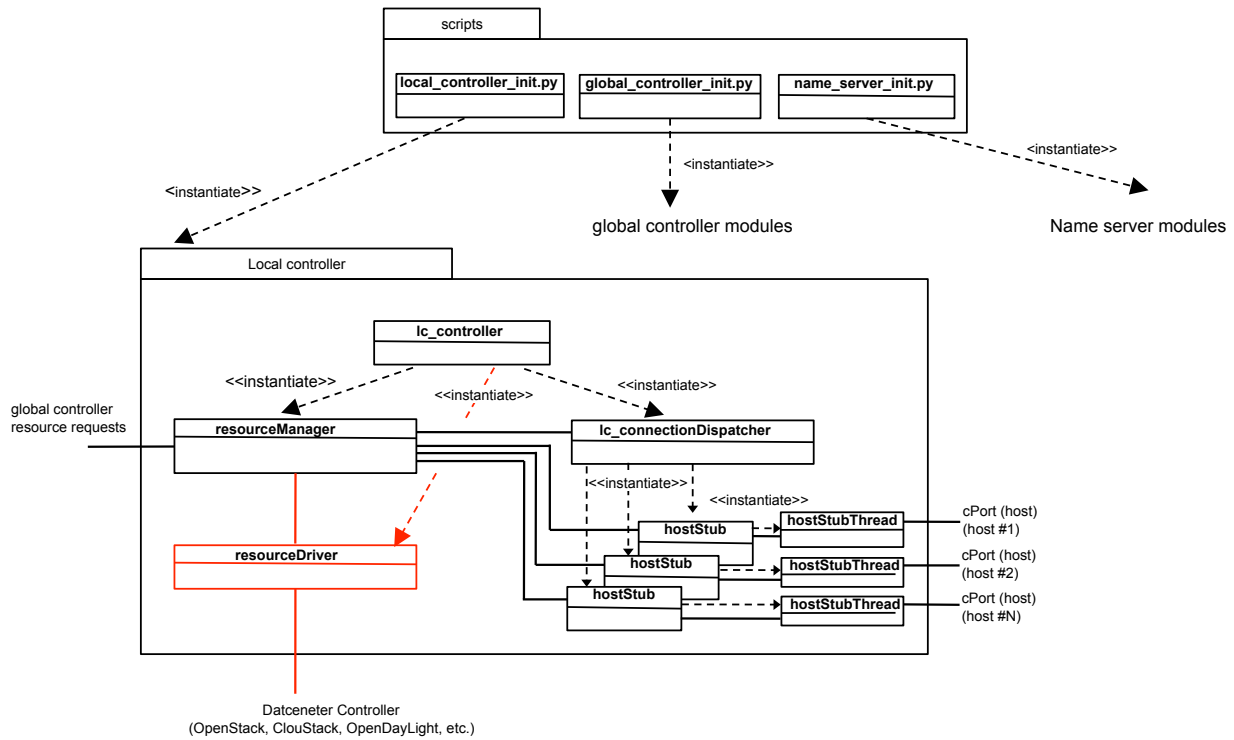 scripts
local_controller_init.py
global_controller_init.py
name_server_init.py
<instantiate>>
<instantiate>>
<instantiate>>
global controller modules
Name server modules
Local controller
lc_controller
<<instantiate>>
<<instantiate>>
<<instantiate>>
global controller
resource requests
resourceManager
lc_connectionDispatcher
<<instantiate>>
<<instantiate>>
hostStub
hostStubThread
cPort (host)
(host #1)
resourceDriver
hostStub
hostStubThread
cPort (host)
(host #2)
hostStub
hostStubThread
cPort (host)
(host #N)
Datceneter Controller
(OpenStack, ClouStack, OpenDayLight, etc.)